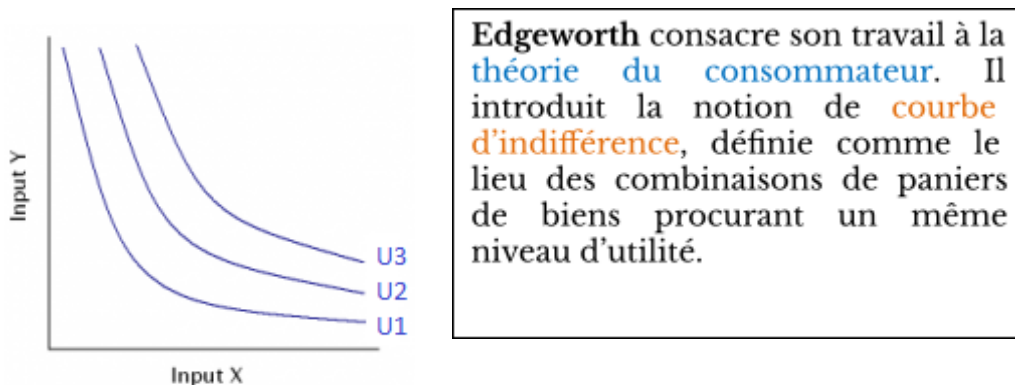 Input Y
U3
U2
U1
Input X
Edgeworth consacre son travail à la
théorie du consommateur. Il
introduit la notion de courbe
d'indifférence, définie comme le
lieu des combinaisons de paniers
de biens procurant un même
niveau d'utilité.